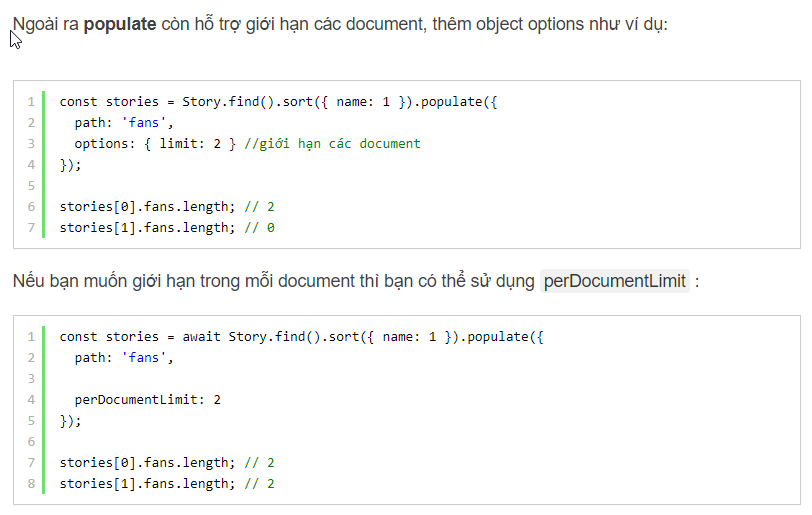 Ngoài ra populate còn hỗ trợ giới hạn các document, thêm object options như ví dụ:
1 const stories = Story.find().sort({ name: 1 }).populate({
2   path: 'fans',
3   options: { limit: 2 } //giới hạn các document
4 });
5
6 stories[0].fans.length; // 2
7 stories[1].fans.length; // 0
Nếu bạn muốn giới hạn trong mỗi document thì bạn có thể sử dụng perDocumentLimit :
1 const stories = await Story.find().sort({ name: 1 }).populate({
2   path: 'fans',
3
4   perDocumentLimit: 2
5 });
6
7 stories[0].fans.length; // 2
8 stories[1].fans.length; // 2